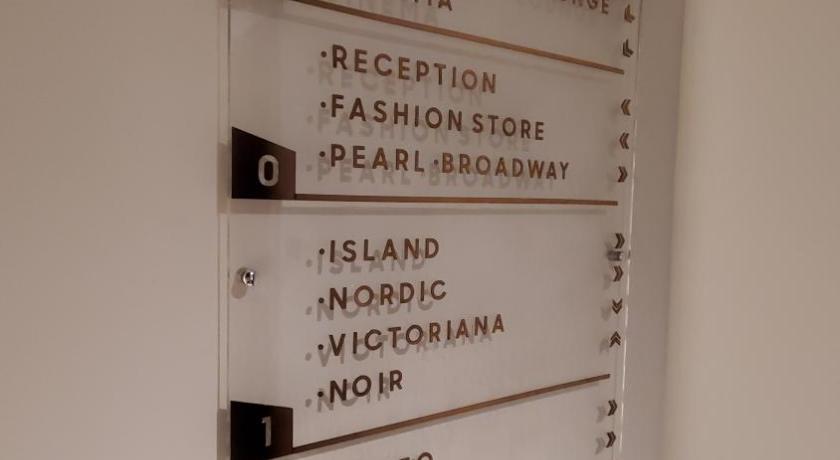 ·RECEPTION
·FASHION STORE
·PEARL ·BROADWAY
0
·ISLAND
·NORDIC
·VICTORIANA
·NOIR
1